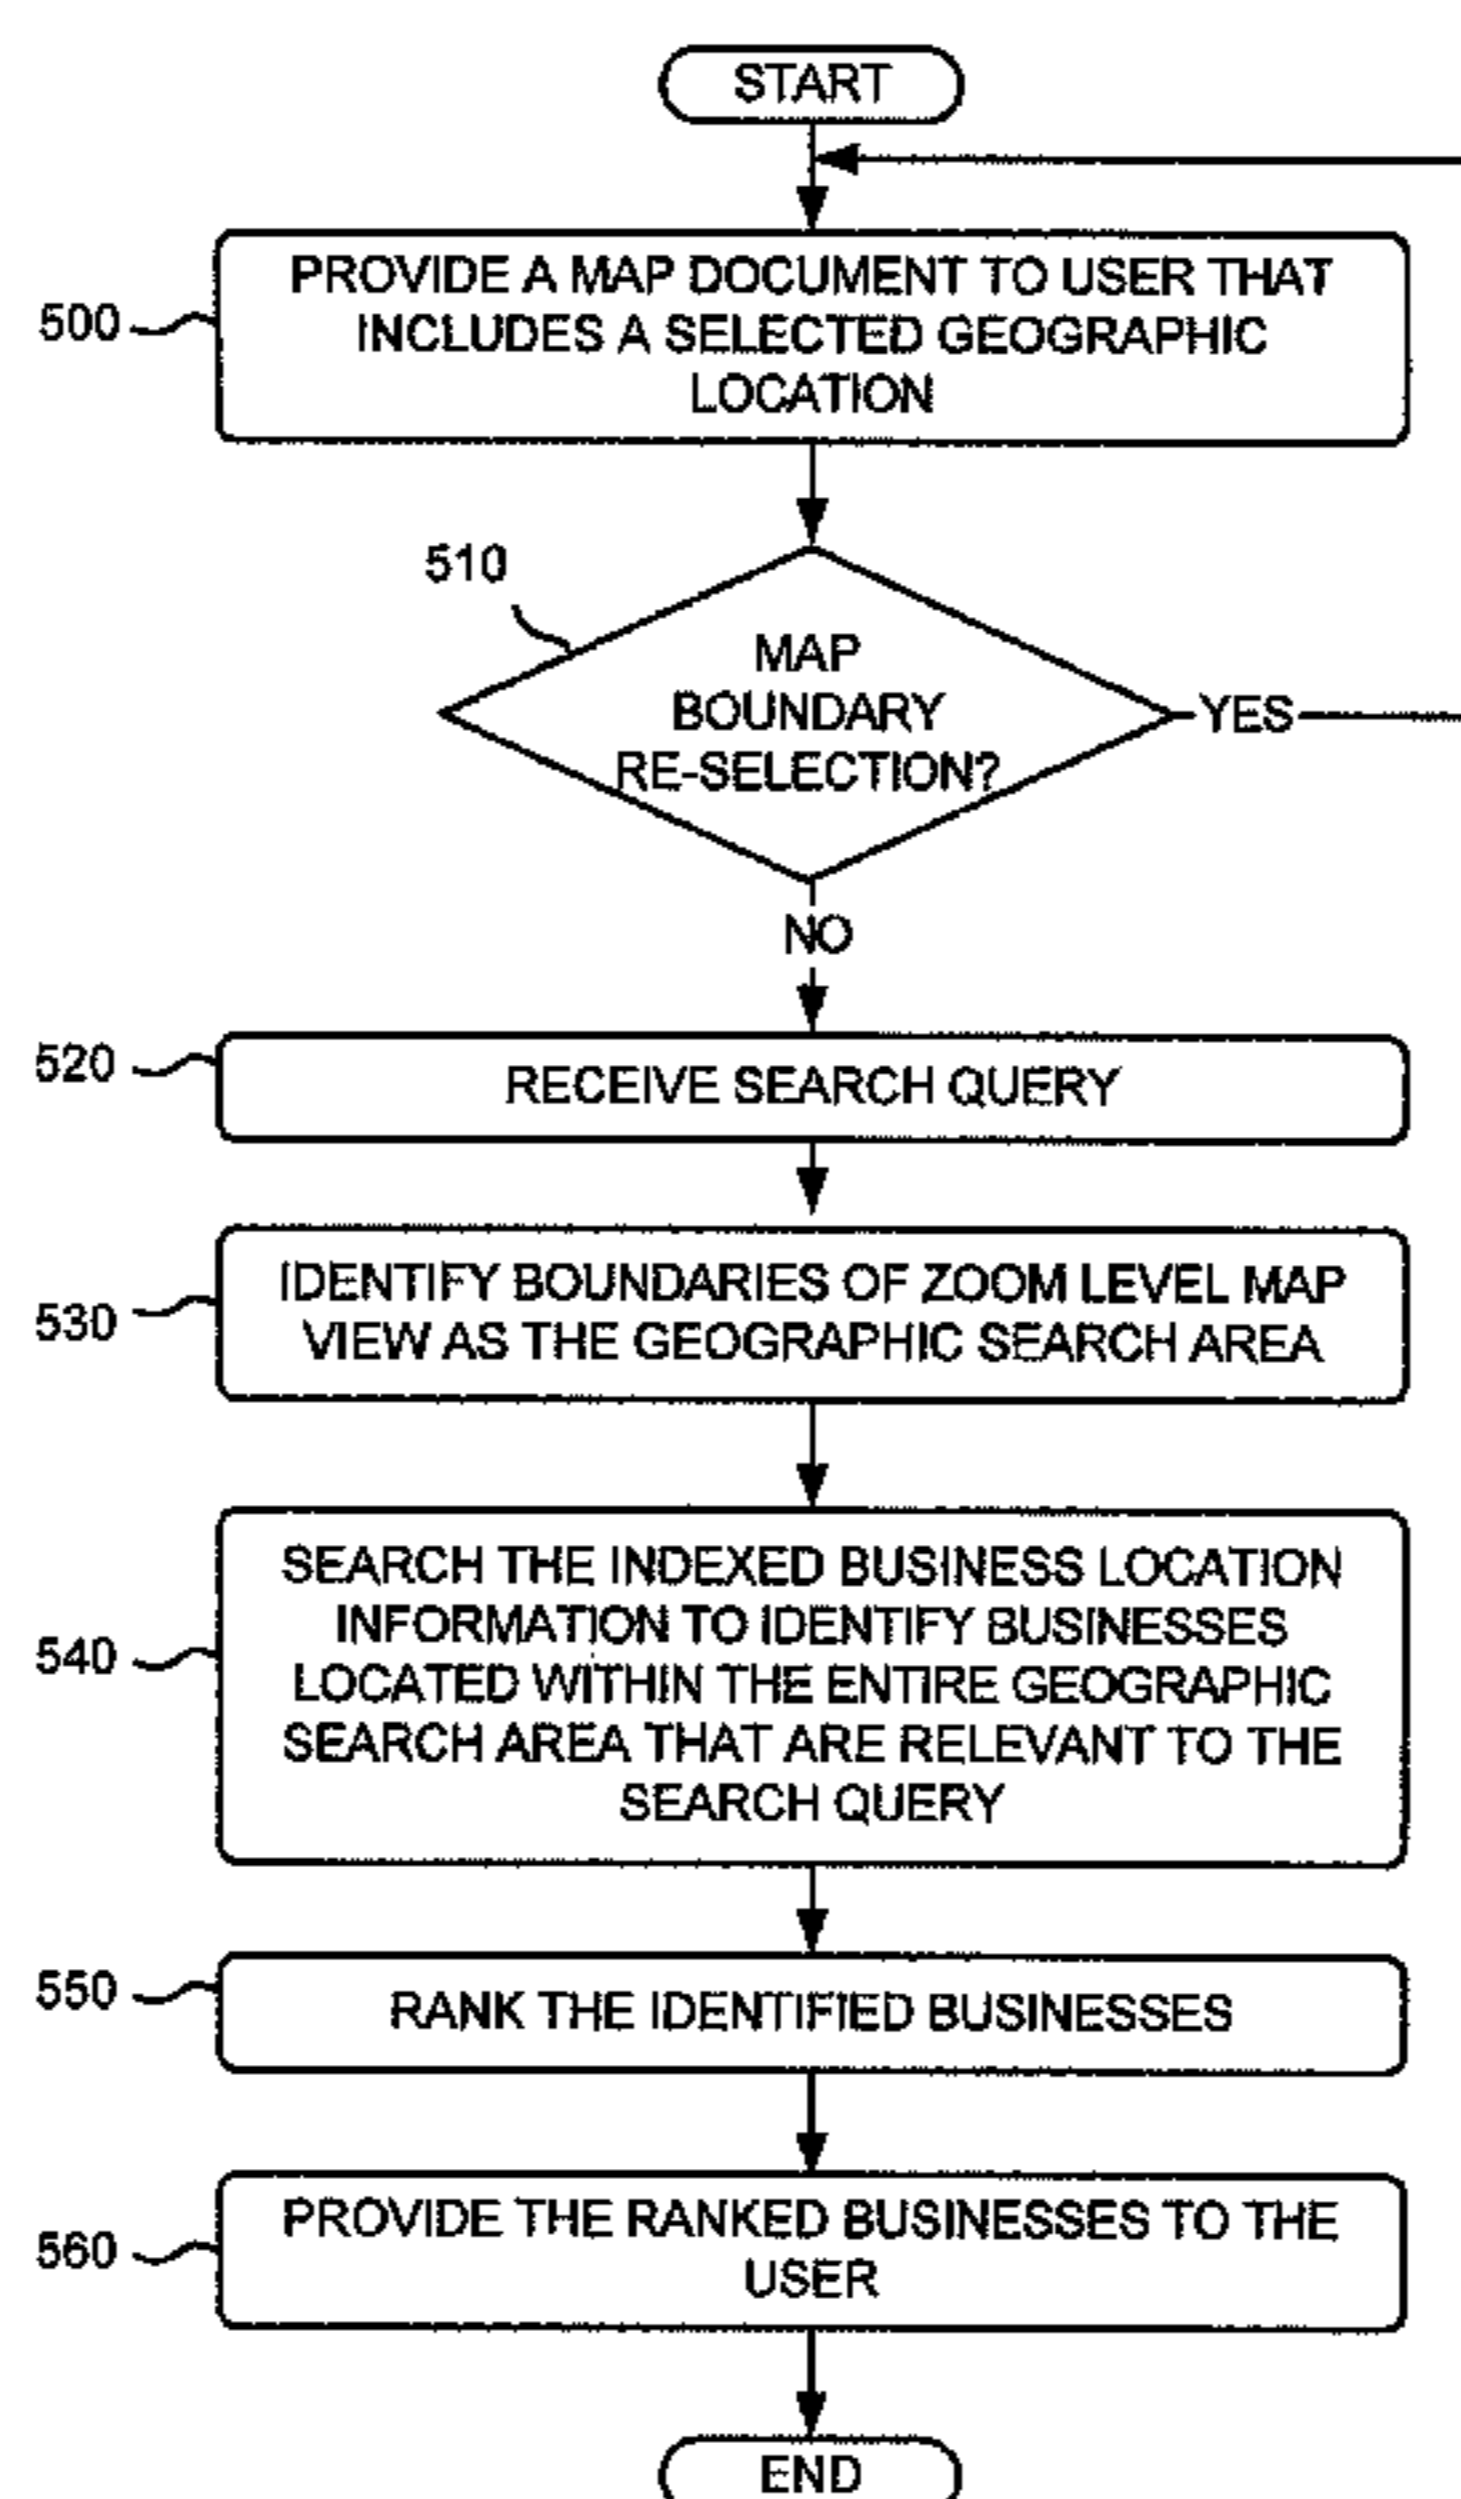 START
PROVIDE A MAP DOCUMENT TO USER THAT
INCLUDES A SELECTED GEOGRAPHIC
LOCATION
500
510
MAP
BOUNDARY
RE-SELECTION?
YES
NO
520
RECEIVE SEARCH QUERY
530
IDENTIFY BOUNDARIES OF ZOOM LEVEL MAP
VIEW AS THE GEOGRAPHIC SEARCH AREA
540
SEARCH THE INDEXED BUSINESS LOCATION
INFORMATION TO IDENTIFY BUSINESSES
LOCATED WITHIN THE ENTIRE GEOGRAPHIC
SEARCH AREA THAT ARE RELEVANT TO THE
SEARCH QUERY
550
RANK THE IDENTIFIED BUSINESSES
560
PROVIDE THE RANKED BUSINESSES TO THE
USER
END